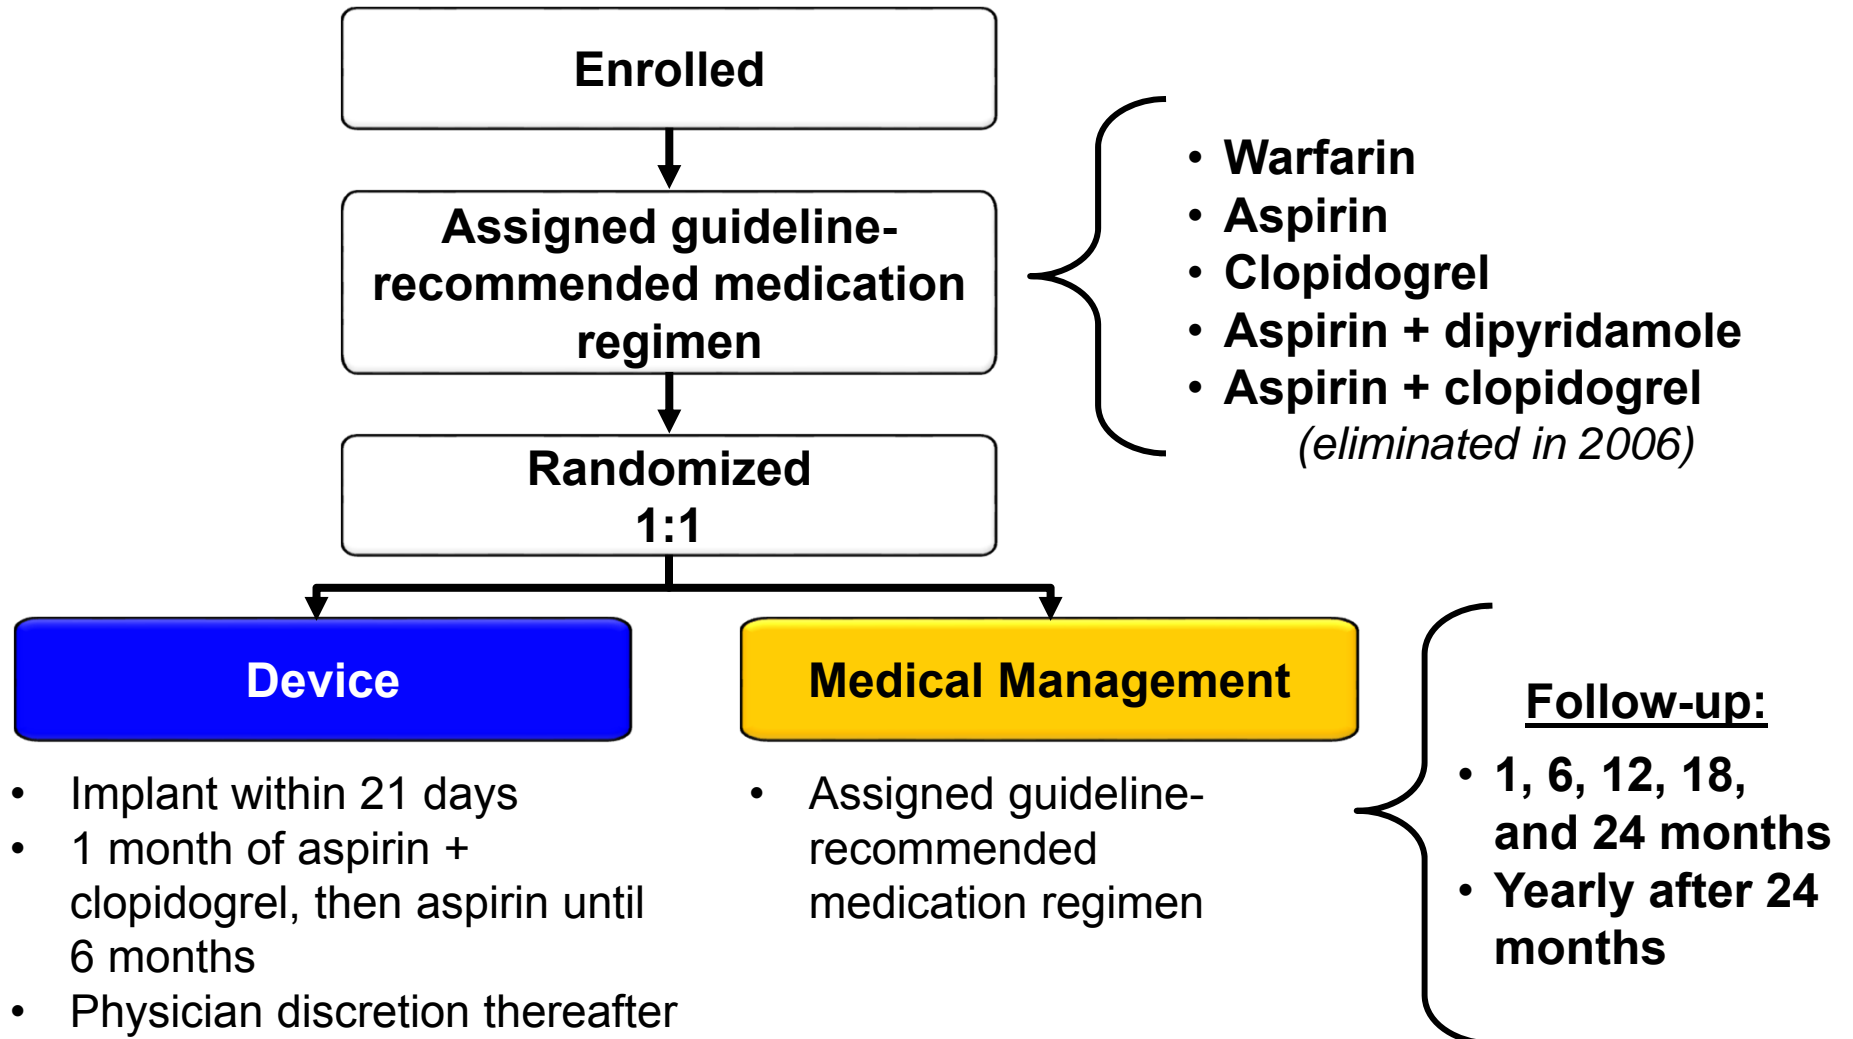 Enrolled
Assigned guideline-
recommended medication
regimen
• Warfarin
• Aspirin
• Clopidogrel
• Aspirin + dipyridamole
• Aspirin + clopidogrel
(eliminated in 2006)
Randomized
1:1
Device
• Implant within 21 days
• 1 month of aspirin +
clopidogrel, then aspirin until
6 months
• Physician discretion thereafter
Medical Management
• Assigned guideline-
recommended
medication regimen
Follow-up:
• 1, 6, 12, 18,
and 24 months
• Yearly after 24
months